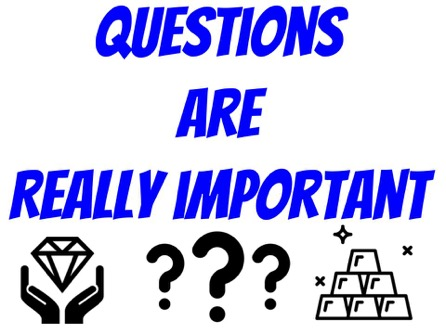 QUESTIONS
ARE
REALLY IMPORTANT
???